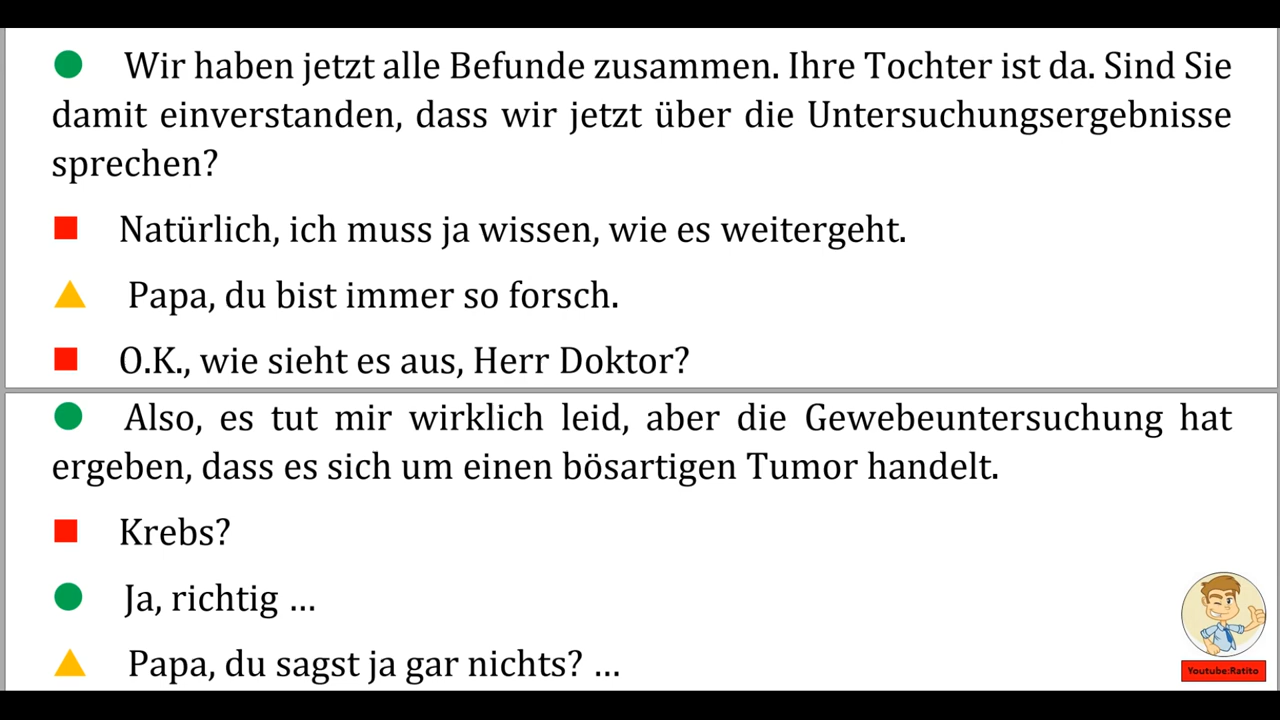 Wir haben jetzt alle Befunde zusammen. Ihre Tochter ist da. Sind Sie
damit einverstanden, dass wir jetzt über die Untersuchungsergebnisse
sprechen?
Natürlich, ich muss ja wissen, wie es weitergeht.
Papa, du bist immer so forsch.
O.K., wie sieht es aus, Herr Doktor?
Also, es tut mir wirklich leid, aber die Gewebeuntersuchung hat
ergeben, dass es sich um einen bösartigen Tumor handelt.
Krebs?
Ja, richtig ...
Papa, du sagst ja gar nichts? ...
Youtube:Ratito